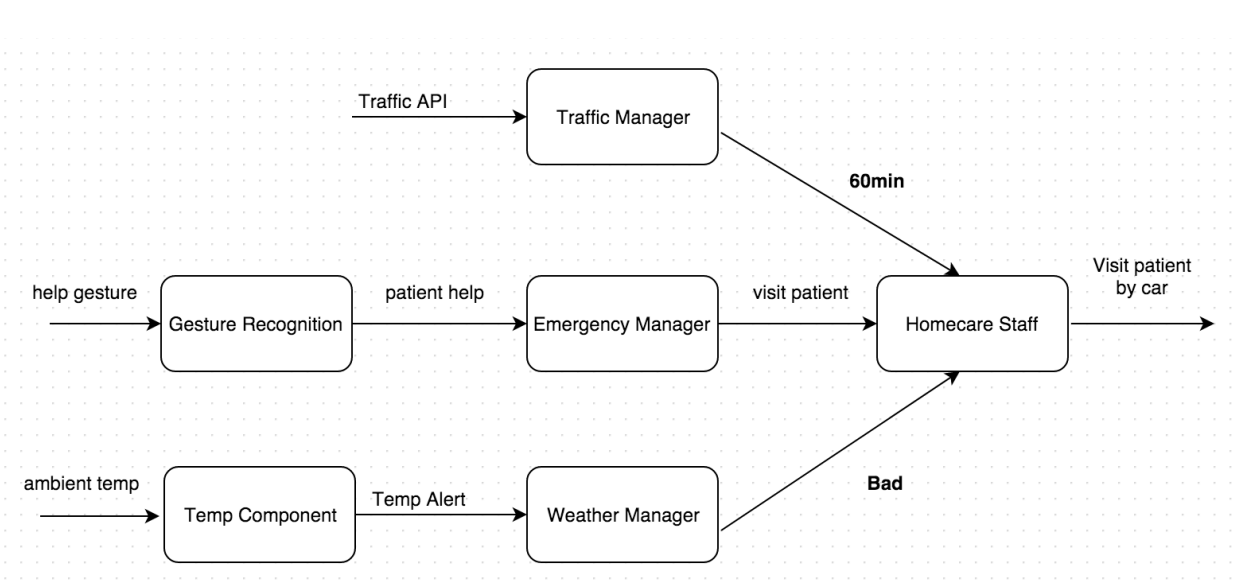 Traffic API
Traffic Manager
60min
help gesture
Gesture Recognition
patient help
Emergency Manager
visit patient
Homecare Staff
Visit patient
by car
ambient temp
Temp Component
Temp Alert
Weather Manager
Bad